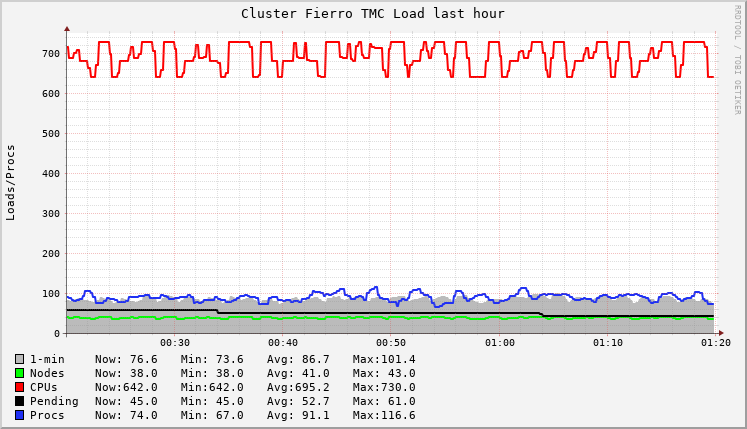 Cluster Fierro TMC Load last hour
RRDTOOL / TOBI OETIKER
Loads/Procs
700
600
500
400
300
200
100
0
00:30 00:40 00:50 01:00 01:10 01:20
1-min Now: 76.6 Min: 73.6 Avg: 86.7 Max:101.4
Nodes Now: 38.0 Min: 38.0 Avg: 41.0 Max: 43.0
CPUs Now:642.0 Min:642.0 Avg:695.2 Max:730.0
Pending Now: 45.0 Min: 45.0 Avg: 52.7 Max: 61.0
Procs Now: 74.0 Min: 67.0 Avg: 91.1 Max:116.6